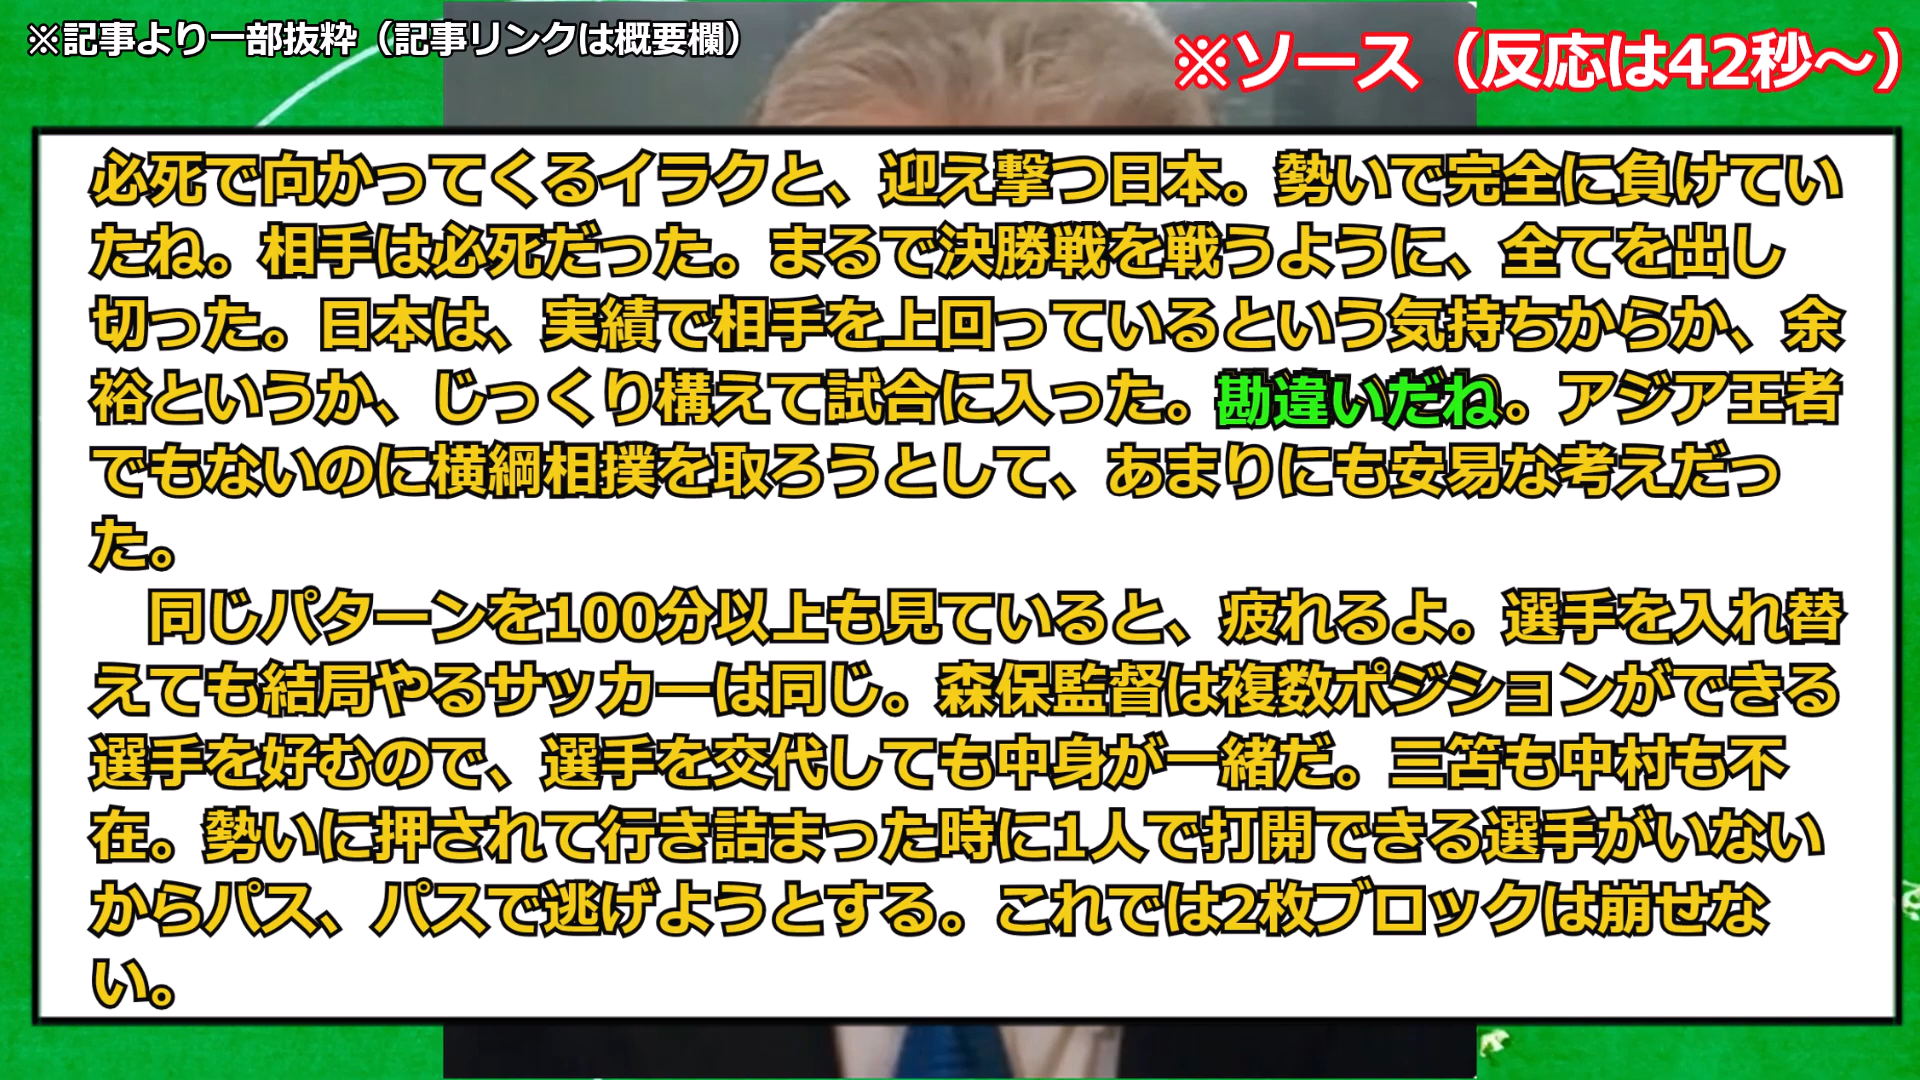 ※記事より一部抜粋（記事リンクは概要欄）
※ソース（反応は42秒～）
必死で向かってくるイラクと、迎え撃つ日本。勢いで完全に負けてい
たね。相手は必死だった。まるで決勝戦を戦うように、全てを出し
切った。日本は、実績で相手を上回っているという気持ちからか、余
裕というか、じっくり構えて試合に入った。勘違いだね。アジア王者
でもないのに横綱相撲を取ろうとして、あまりにも安易な考えだっ
た。
　同じパターンを100分以上も見ていると、疲れるよ。選手を入れ替
えても結局やるサッカーは同じ。森保監督は複数ポジションができる
選手を好むので、選手を交代しても中身が一緒だ。三笘も中村も不
在。勢いに押されて行き詰まった時に1人で打開できる選手がいない
からパス、パスで逃げようとする。これでは2枚ブロックは崩せな
い。